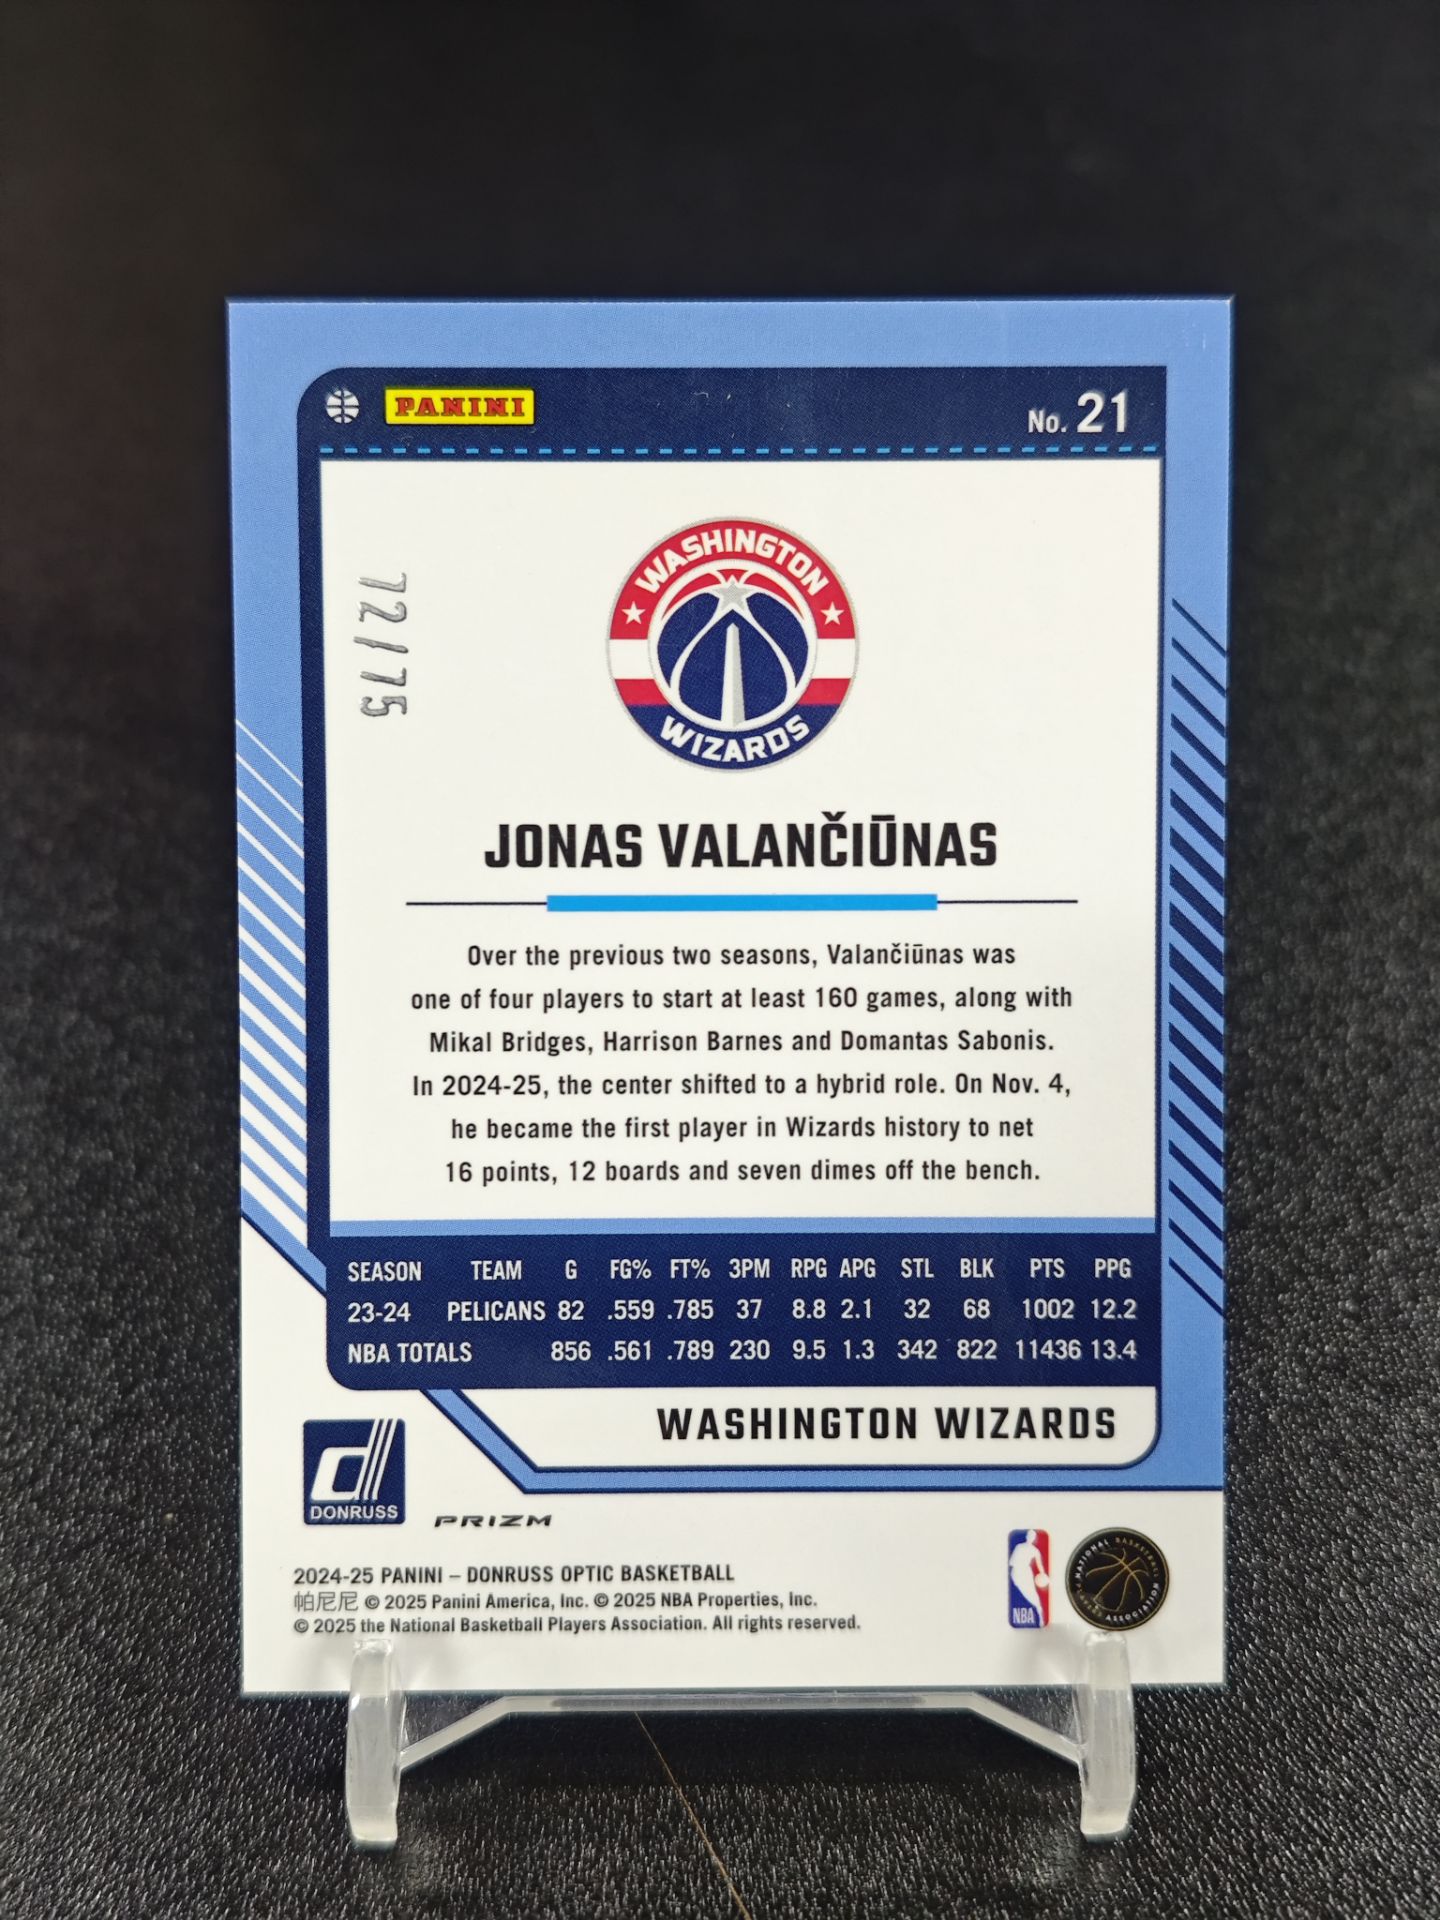 PANINI
No. 21
72/75
WASHINGTON
WIZARDS
JONAS VALANČIŪNAS
Over the previous two seasons, Valančiūnas was
one of four players to start at least 160 games, along with
Mikal Bridges, Harrison Barnes and Domantas Sabonis.
In 2024-25, the center shifted to a hybrid role. On Nov. 4,
he became the first player in Wizards history to net
16 points, 12 boards and seven dimes off the bench.
SEASON TEAM G FG% FT% 3PM RPG APG STL BLK PTS PPG
23-24 PELICANS 82 .559 .785 37 8.8 2.1 32 68 1002 12.2
NBA TOTALS 856 .561 .789 230 9.5 1.3 342 822 11436 13.4
WASHINGTON WIZARDS
d
DONRUSS
PRIZM
2024-25 PANINI – DONRUSS OPTIC BASKETBALL
帕尼尼 © 2025 Panini America, Inc. © 2025 NBA Properties, Inc.
© 2025 the National Basketball Players Association. All rights reserved.
NBA
NATIONAL BASKETBALL
PLAYERS ASSOCIATION